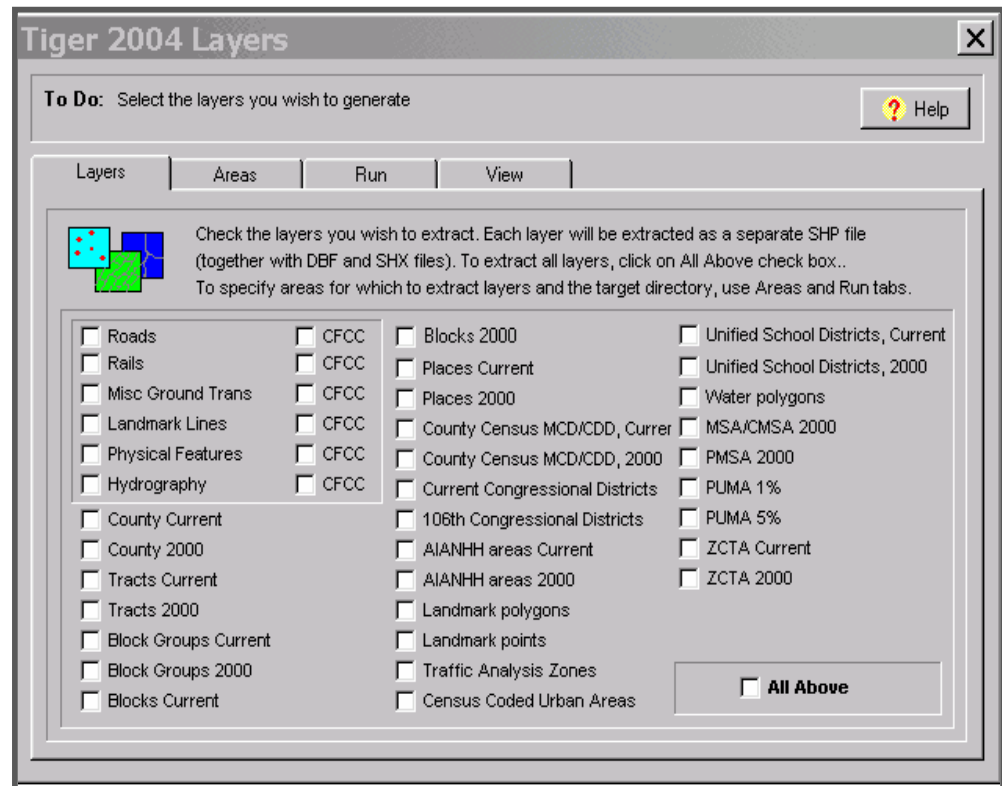 Tiger 2004 Layers
To Do: Select the layers you wish to generate
? Help
Layers Areas Run View
Check the layers you wish to extract. Each layer will be extracted as a separate SHP file
(together with DBF and SHX files). To extract all layers, click on All Above check box..
To specify areas for which to extract layers and the target directory, use Areas and Run tabs.
Roads CFCC
Rails CFCC
Misc Ground Trans CFCC
Landmark Lines CFCC
Physical Features CFCC
Hydrography CFCC
County Current
County 2000
Tracts Current
Tracts 2000
Block Groups Current
Block Groups 2000
Blocks Current
Blocks 2000
Places Current
Places 2000
County Census MCD/CDD, Currer
County Census MCD/CDD, 2000
Current Congressional Districts
106th Congressional Districts
AIANHH areas Current
AIANHH areas 2000
Landmark polygons
Landmark points
Traffic Analysis Zones
Census Coded Urban Areas
Unified School Districts, Current
Unified School Districts, 2000
Water polygons
MSA/CMSA 2000
PMSA 2000
PUMA 1%
PUMA 5%
ZCTA Current
ZCTA 2000
All Above